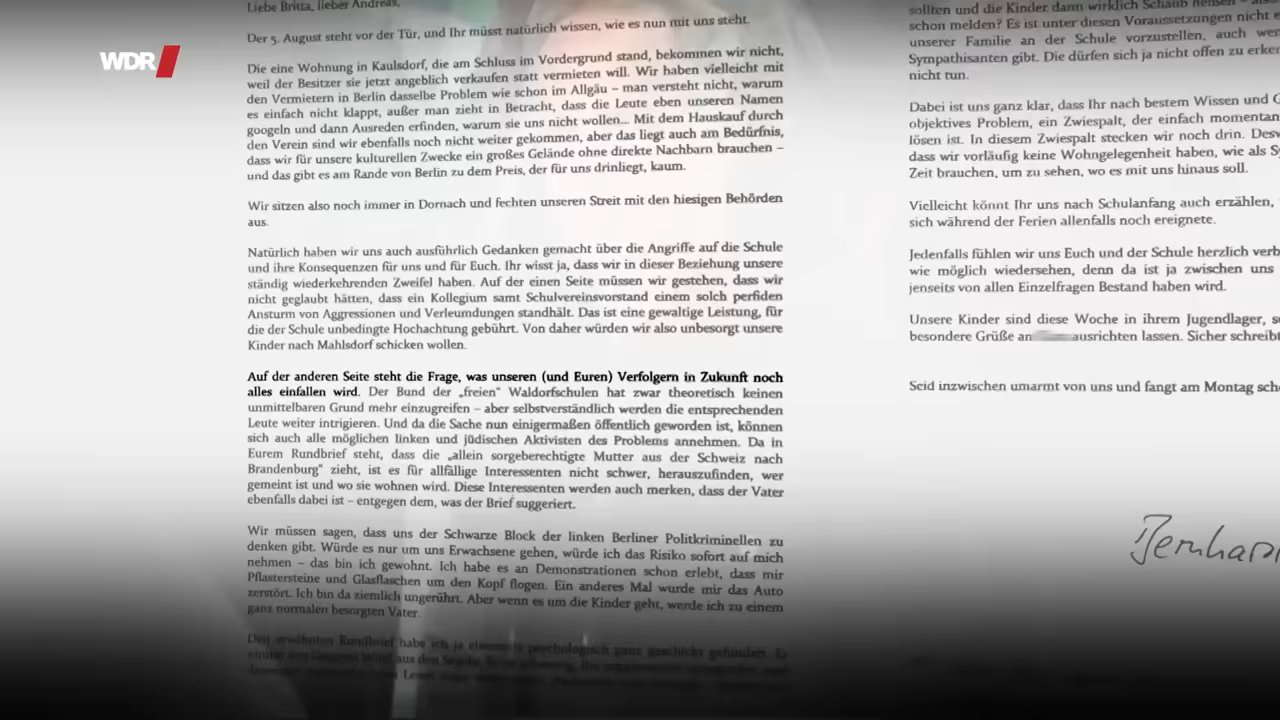 WDR
Liebe Britta, lieber Andreas,
Der 5. August steht vor der Tür, und Ihr müsst natürlich wissen, wie es nun mit uns steht.
Die eine Wohnung in Kaulsdorf, die am Schluss im Vordergrund stand, bekommen wir nicht,
weil der Besitzer sie jetzt angeblich verkaufen statt vermieten will. Wir haben vielleicht mit
den Vermietern in Berlin dasselbe Problem wie schon im Allgäu – man versteht nicht, warum
es einfach nicht klappt, außer man zieht in Betracht, dass die Leute eben unseren Namen
googeln und dann Ausreden erfinden, warum sie uns nicht wollen... Mit dem Hauskauf durch
den Verein sind wir ebenfalls noch nicht weiter gekommen, aber das liegt auch am Bedürfnis,
dass wir für unsere kulturellen Zwecke ein großes Gelände ohne direkte Nachbarn brauchen –
und das gibt es am Rande von Berlin zu dem Preis, der für uns drinliegt, kaum.
Wir sitzen also noch immer in Dornach und fechten unseren Streit mit den hiesigen Behörden
aus.
Natürlich haben wir uns auch ausführlich Gedanken gemacht über die Angriffe auf die Schule
und ihre Konsequenzen für uns und für Euch. Ihr wisst ja, dass wir in dieser Beziehung unsere
ständig wiederkehrenden Zweifel haben. Auf der einen Seite müssen wir gestehen, dass wir
nicht geglaubt hätten, dass ein Kollegium samt Schulvereinsvorstand einem solch perfiden
Ansturm von Aggressionen und Verleumdungen standhält. Das ist eine gewaltige Leistung, für
die der Schule unbedingte Hochachtung gebührt. Von daher würden wir also unbesorgt unsere
Kinder nach Mahlsdorf schicken wollen.
Auf der anderen Seite steht die Frage, was unseren (und Euren) Verfolgern in Zukunft noch
alles einfallen wird. Der Bund der „freien“ Waldorfschulen hat zwar theoretisch keinen
unmittelbaren Grund mehr einzugreifen – aber selbstverständlich werden die entsprechenden
Leute weiter intrigieren. Und da die Sache nun einigermaßen öffentlich geworden ist, können
sich auch alle möglichen linken und jüdischen Aktivisten des Problems annehmen. Da in
Eurem Rundbrief steht, dass die „allein sorgeberechtigte Mutter aus der Schweiz nach
Brandenburg“ zieht, ist es für allfällige Interessenten nicht schwer, herauszufinden, wer
gemeint ist und wo sie wohnen wird. Diese Interessenten werden auch merken, dass der Vater
ebenfalls dabei ist – entgegen dem, was der Brief suggeriert.
Wir müssen sagen, dass uns der Schwarze Block der linken Berliner Politkriminellen zu
denken gibt. Würde es nur um uns Erwachsene gehen, würde ich das Risiko sofort auf mich
nehmen – das bin ich gewohnt. Ich habe es an Demonstrationen schon erlebt, dass mir
Pflastersteine und Glasflaschen um den Kopf flogen. Ein anderes Mal wurde mir das Auto
zerstört. Ich bin da ziemlich ungerührt. Aber wenn es um die Kinder geht, werde ich zu einem
ganz normalen besorgten Vater.
Den erwähnten Rundbrief habe ich ja einerseits psychologisch ganz geschickt gefunden. Er
aus den
sollten und die Kinder dann wirklich Schaub heißen –
schon melden? Es ist unter diesen Voraussetzungen nicht
unserer Familie an der Schule vorzustellen, auch
Sympathisanten gibt. Die dürfen sich ja nicht offen zu
nicht tun.
Dabei ist uns ganz klar, dass Ihr nach bestem Wissen und G
objektives Problem, ein Zwiespalt, der einfach momentan
lösen ist. In diesem Zwiespalt stecken wir noch drin. Desw
dass wir vorläufig keine Wohngelegenheit haben, wie als S
Zeit brauchen, um zu sehen, wo es mit uns hinaus soll.
Vielleicht könnt Ihr uns nach Schulanfang auch erzählen,
sich während der Ferien allenfalls noch ereignete.
Jedenfalls fühlen wir uns Euch und der Schule herzlich verb
wie möglich wiedersehen, denn da ist ja zwischen uns
jenseits von allen Einzelfragen Bestand haben wird.
Unsere Kinder sind diese Woche in ihrem Jugendlager, s
besondere Grüße an ausrichten lassen. Sicher schreibt
Seid inzwischen umarmt von uns und fangt am Montag sch
Bernhard